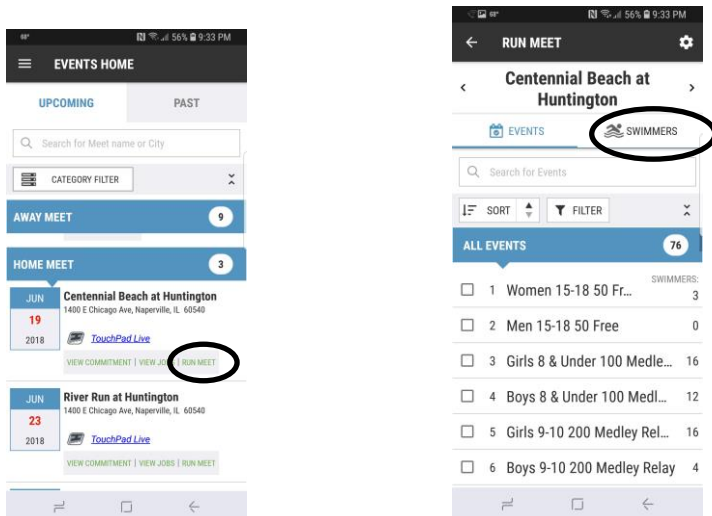 68° 56% 9:33 PM
EVENTS HOME
UPCOMING PAST
Search for Meet name or City
CATEGORY FILTER
AWAY MEET 9
HOME MEET 3
JUN
19
2018
Centennial Beach at Huntington
1400 E Chicago Ave, Naperville, IL 60540
TouchPad Live
VIEW COMMITMENT | VIEW JOBS | RUN MEET
JUN
23
2018
River Run at Huntington
1400 E Chicago Ave, Naperville, IL 60540
TouchPad Live
VIEW COMMITMENT | VIEW JOBS | RUN MEET
68° 56% 9:33 PM
RUN MEET
Centennial Beach at
Huntington
EVENTS SWIMMERS
Search for Events
SORT FILTER
ALL EVENTS 76
SWIMMERS:
1 Women 15-18 50 Fr... 3
2 Men 15-18 50 Free 0
3 Girls 8 & Under 100 Medle... 16
4 Boys 8 & Under 100 Medl... 12
5 Girls 9-10 200 Medley Rel... 16
6 Boys 9-10 200 Medley Relay 4